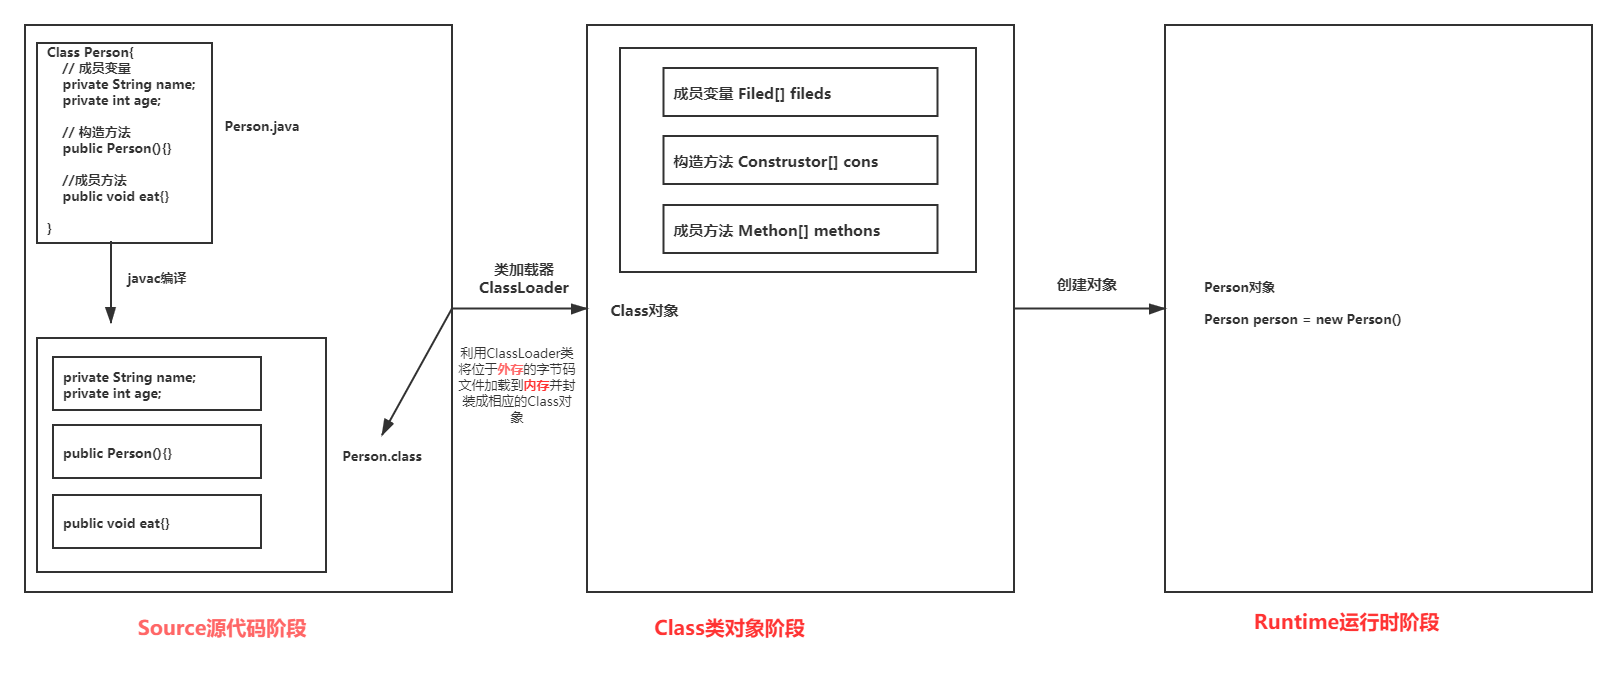 Class Person{
// 成员变量
private String name;
private int age;
// 构造方法
public Person(){}
//成员方法
public void eat{}
}
Person.java
javac编译
private String name;
private int age;
public Person(){}
public void eat{}
Person.class
Source源代码阶段
类加载器
ClassLoader
利用ClassLoader类
将位于外存的字节码
文件加载到内存并封
装成相应的Class对
象
成员变量 Filed[] fileds
构造方法 Construstor[] cons
成员方法 Methon[] methons
Class对象
Class类对象阶段
创建对象
Person对象
Person person = new Person()
Runtime运行时阶段